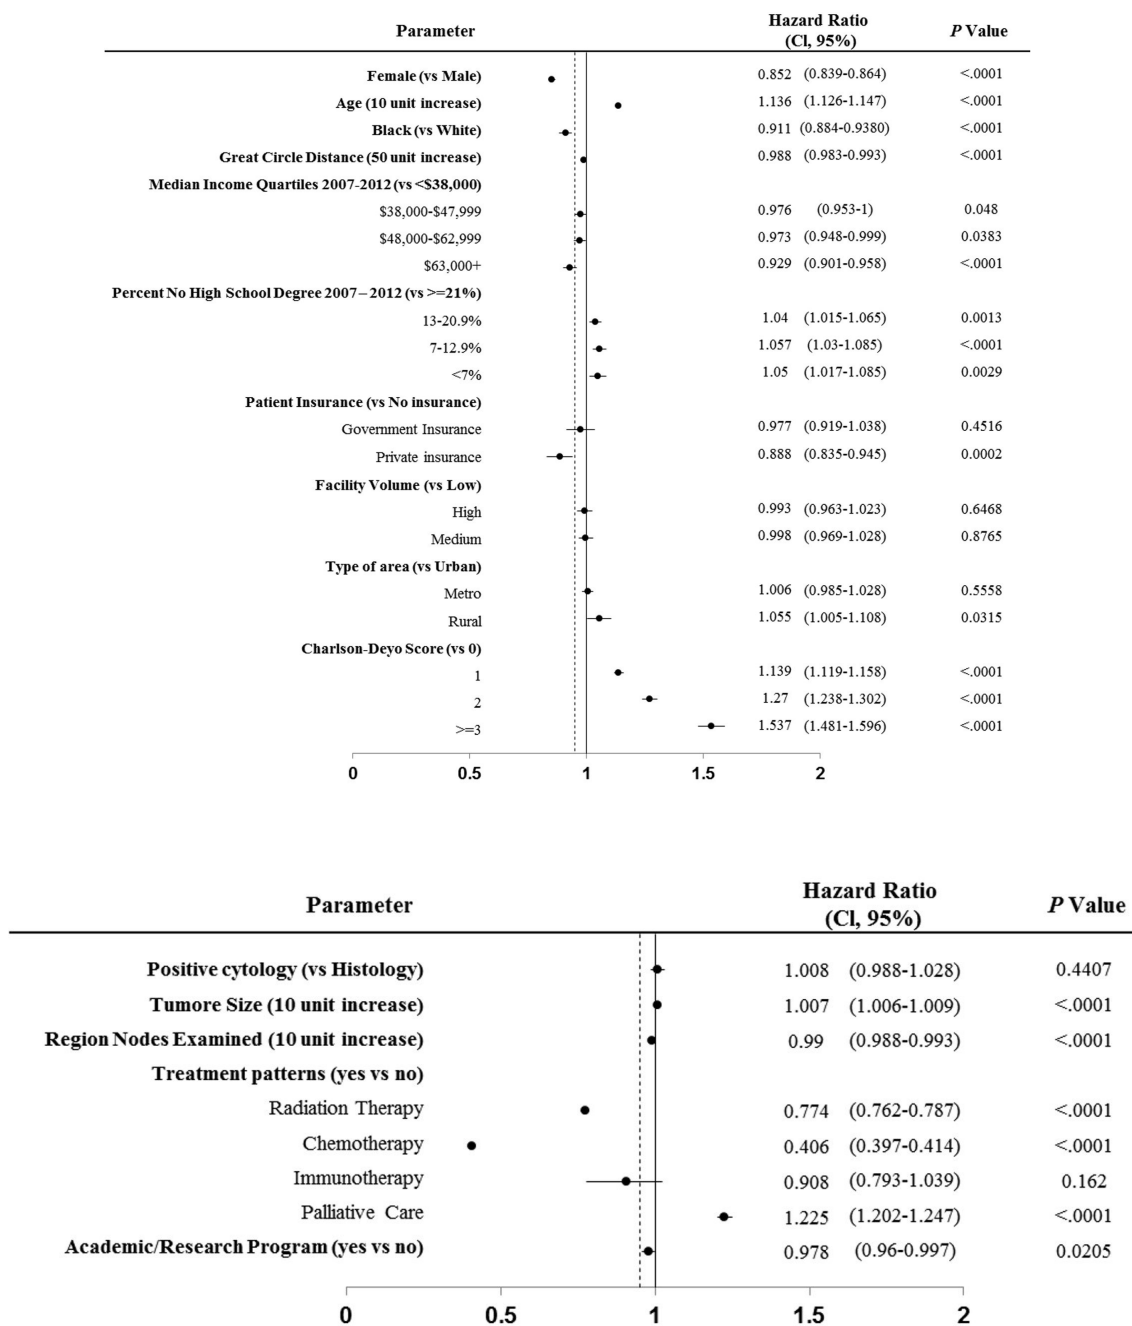 Parameter Hazard Ratio (Cl, 95%) P Value
Female (vs Male) 0.852 (0.839-0.864) <.0001
Age (10 unit increase) 1.136 (1.126-1.147) <.0001
Black (vs White) 0.911 (0.884-0.9380) <.0001
Great Circle Distance (50 unit increase) 0.988 (0.983-0.993) <.0001
Median Income Quartiles 2007-2012 (vs <$38,000)
$38,000-$47,999 0.976 (0.953-1) 0.048
$48,000-$62,999 0.973 (0.948-0.999) 0.0383
$63,000+ 0.929 (0.901-0.958) <.0001
Percent No High School Degree 2007–2012 (vs >=21%)
13-20.9% 1.04 (1.015-1.065) 0.0013
7-12.9% 1.057 (1.03-1.085) <.0001
<7% 1.05 (1.017-1.085) 0.0029
Patient Insurance (vs No insurance)
Government Insurance 0.977 (0.919-1.038) 0.4516
Private insurance 0.888 (0.835-0.945) 0.0002
Facility Volume (vs Low)
High 0.993 (0.963-1.023) 0.6468
Medium 0.998 (0.969-1.028) 0.8765
Type of area (vs Urban)
Metro 1.006 (0.985-1.028) 0.5558
Rural 1.055 (1.005-1.108) 0.0315
Charlson-Deyo Score (vs 0)
1 1.139 (1.119-1.158) <.0001
2 1.27 (1.238-1.302) <.0001
>=3 1.537 (1.481-1.596) <.0001
0 0.5 1 1.5 2
Parameter Hazard Ratio (Cl, 95%) P Value
Positive cytology (vs Histology) 1.008 (0.988-1.028) 0.4407
Tumore Size (10 unit increase) 1.007 (1.006-1.009) <.0001
Region Nodes Examined (10 unit increase) 0.99 (0.988-0.993) <.0001
Treatment patterns (yes vs no)
Radiation Therapy 0.774 (0.762-0.787) <.0001
Chemotherapy 0.406 (0.397-0.414) <.0001
Immunotherapy 0.908 (0.793-1.039) 0.162
Palliative Care 1.225 (1.202-1.247) <.0001
Academic/Research Program (yes vs no) 0.978 (0.96-0.997) 0.0205
0 0.5 1 1.5 2